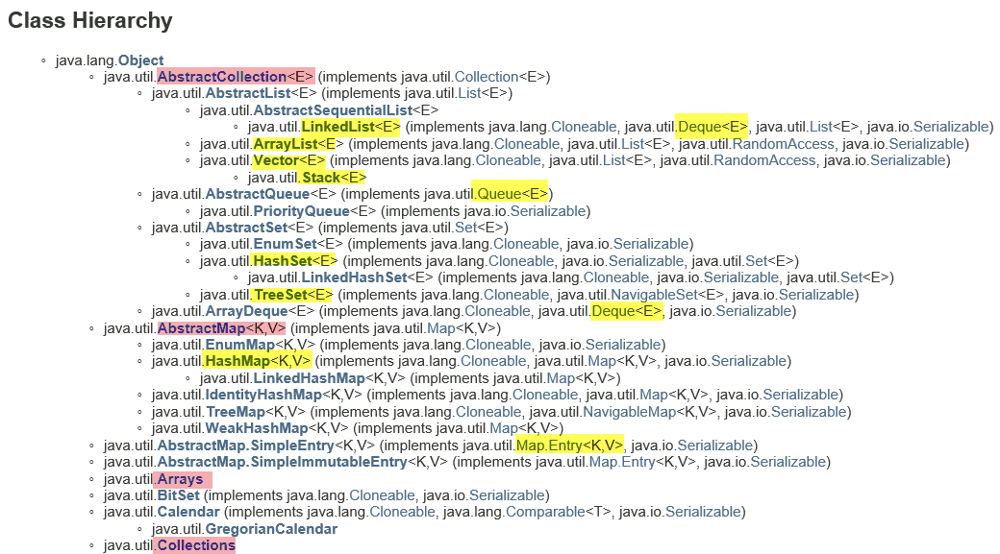 Class Hierarchy
java.lang.Object
java.util.AbstractCollection<E> (implements java.util.Collection<E>)
java.util.AbstractList<E> (implements java.util.List<E>)
java.util.AbstractSequentialList<E>
java.util.LinkedList<E> (implements java.lang.Cloneable, java.util.Deque<E>, java.util.List<E>, java.io.Serializable)
java.util.ArrayList<E> (implements java.lang.Cloneable, java.util.List<E>, java.util.RandomAccess, java.io.Serializable)
java.util.Vector<E> (implements java.lang.Cloneable, java.util.List<E>, java.util.RandomAccess, java.io.Serializable)
java.util.Stack<E>
java.util.AbstractQueue<E> (implements java.util.Queue<E>)
java.util.PriorityQueue<E> (implements java.io.Serializable)
java.util.AbstractSet<E> (implements java.util.Set<E>)
java.util.EnumSet<E> (implements java.lang.Cloneable, java.io.Serializable)
java.util.HashSet<E> (implements java.lang.Cloneable, java.io.Serializable, java.util.Set<E>)
java.util.LinkedHashSet<E> (implements java.lang.Cloneable, java.io.Serializable, java.util.Set<E>)
java.util.TreeSet<E> (implements java.lang.Cloneable, java.util.NavigableSet<E>, java.io.Serializable)
java.util.ArrayDeque<E> (implements java.lang.Cloneable, java.util.Deque<E>, java.io.Serializable)
java.util.AbstractMap<K,V> (implements java.util.Map<K,V>)
java.util.EnumMap<K,V> (implements java.lang.Cloneable, java.io.Serializable)
java.util.HashMap<K,V> (implements java.lang.Cloneable, java.util.Map<K,V>, java.io.Serializable)
java.util.LinkedHashMap<K,V> (implements java.util.Map<K,V>)
java.util.IdentityHashMap<K,V> (implements java.lang.Cloneable, java.util.Map<K,V>, java.io.Serializable)
java.util.TreeMap<K,V> (implements java.lang.Cloneable, java.util.NavigableMap<K,V>, java.io.Serializable)
java.util.WeakHashMap<K,V> (implements java.util.Map<K,V>)
java.util.AbstractMap.SimpleEntry<K,V> (implements java.util.Map.Entry<K,V>, java.io.Serializable)
java.util.AbstractMap.SimpleImmutableEntry<K,V> (implements java.util.Map.Entry<K,V>, java.io.Serializable)
java.util.Arrays
java.util.BitSet (implements java.lang.Cloneable, java.io.Serializable)
java.util.Calendar (implements java.lang.Cloneable, java.lang.Comparable<T>, java.io.Serializable)
java.util.GregorianCalendar
java.util.Collections